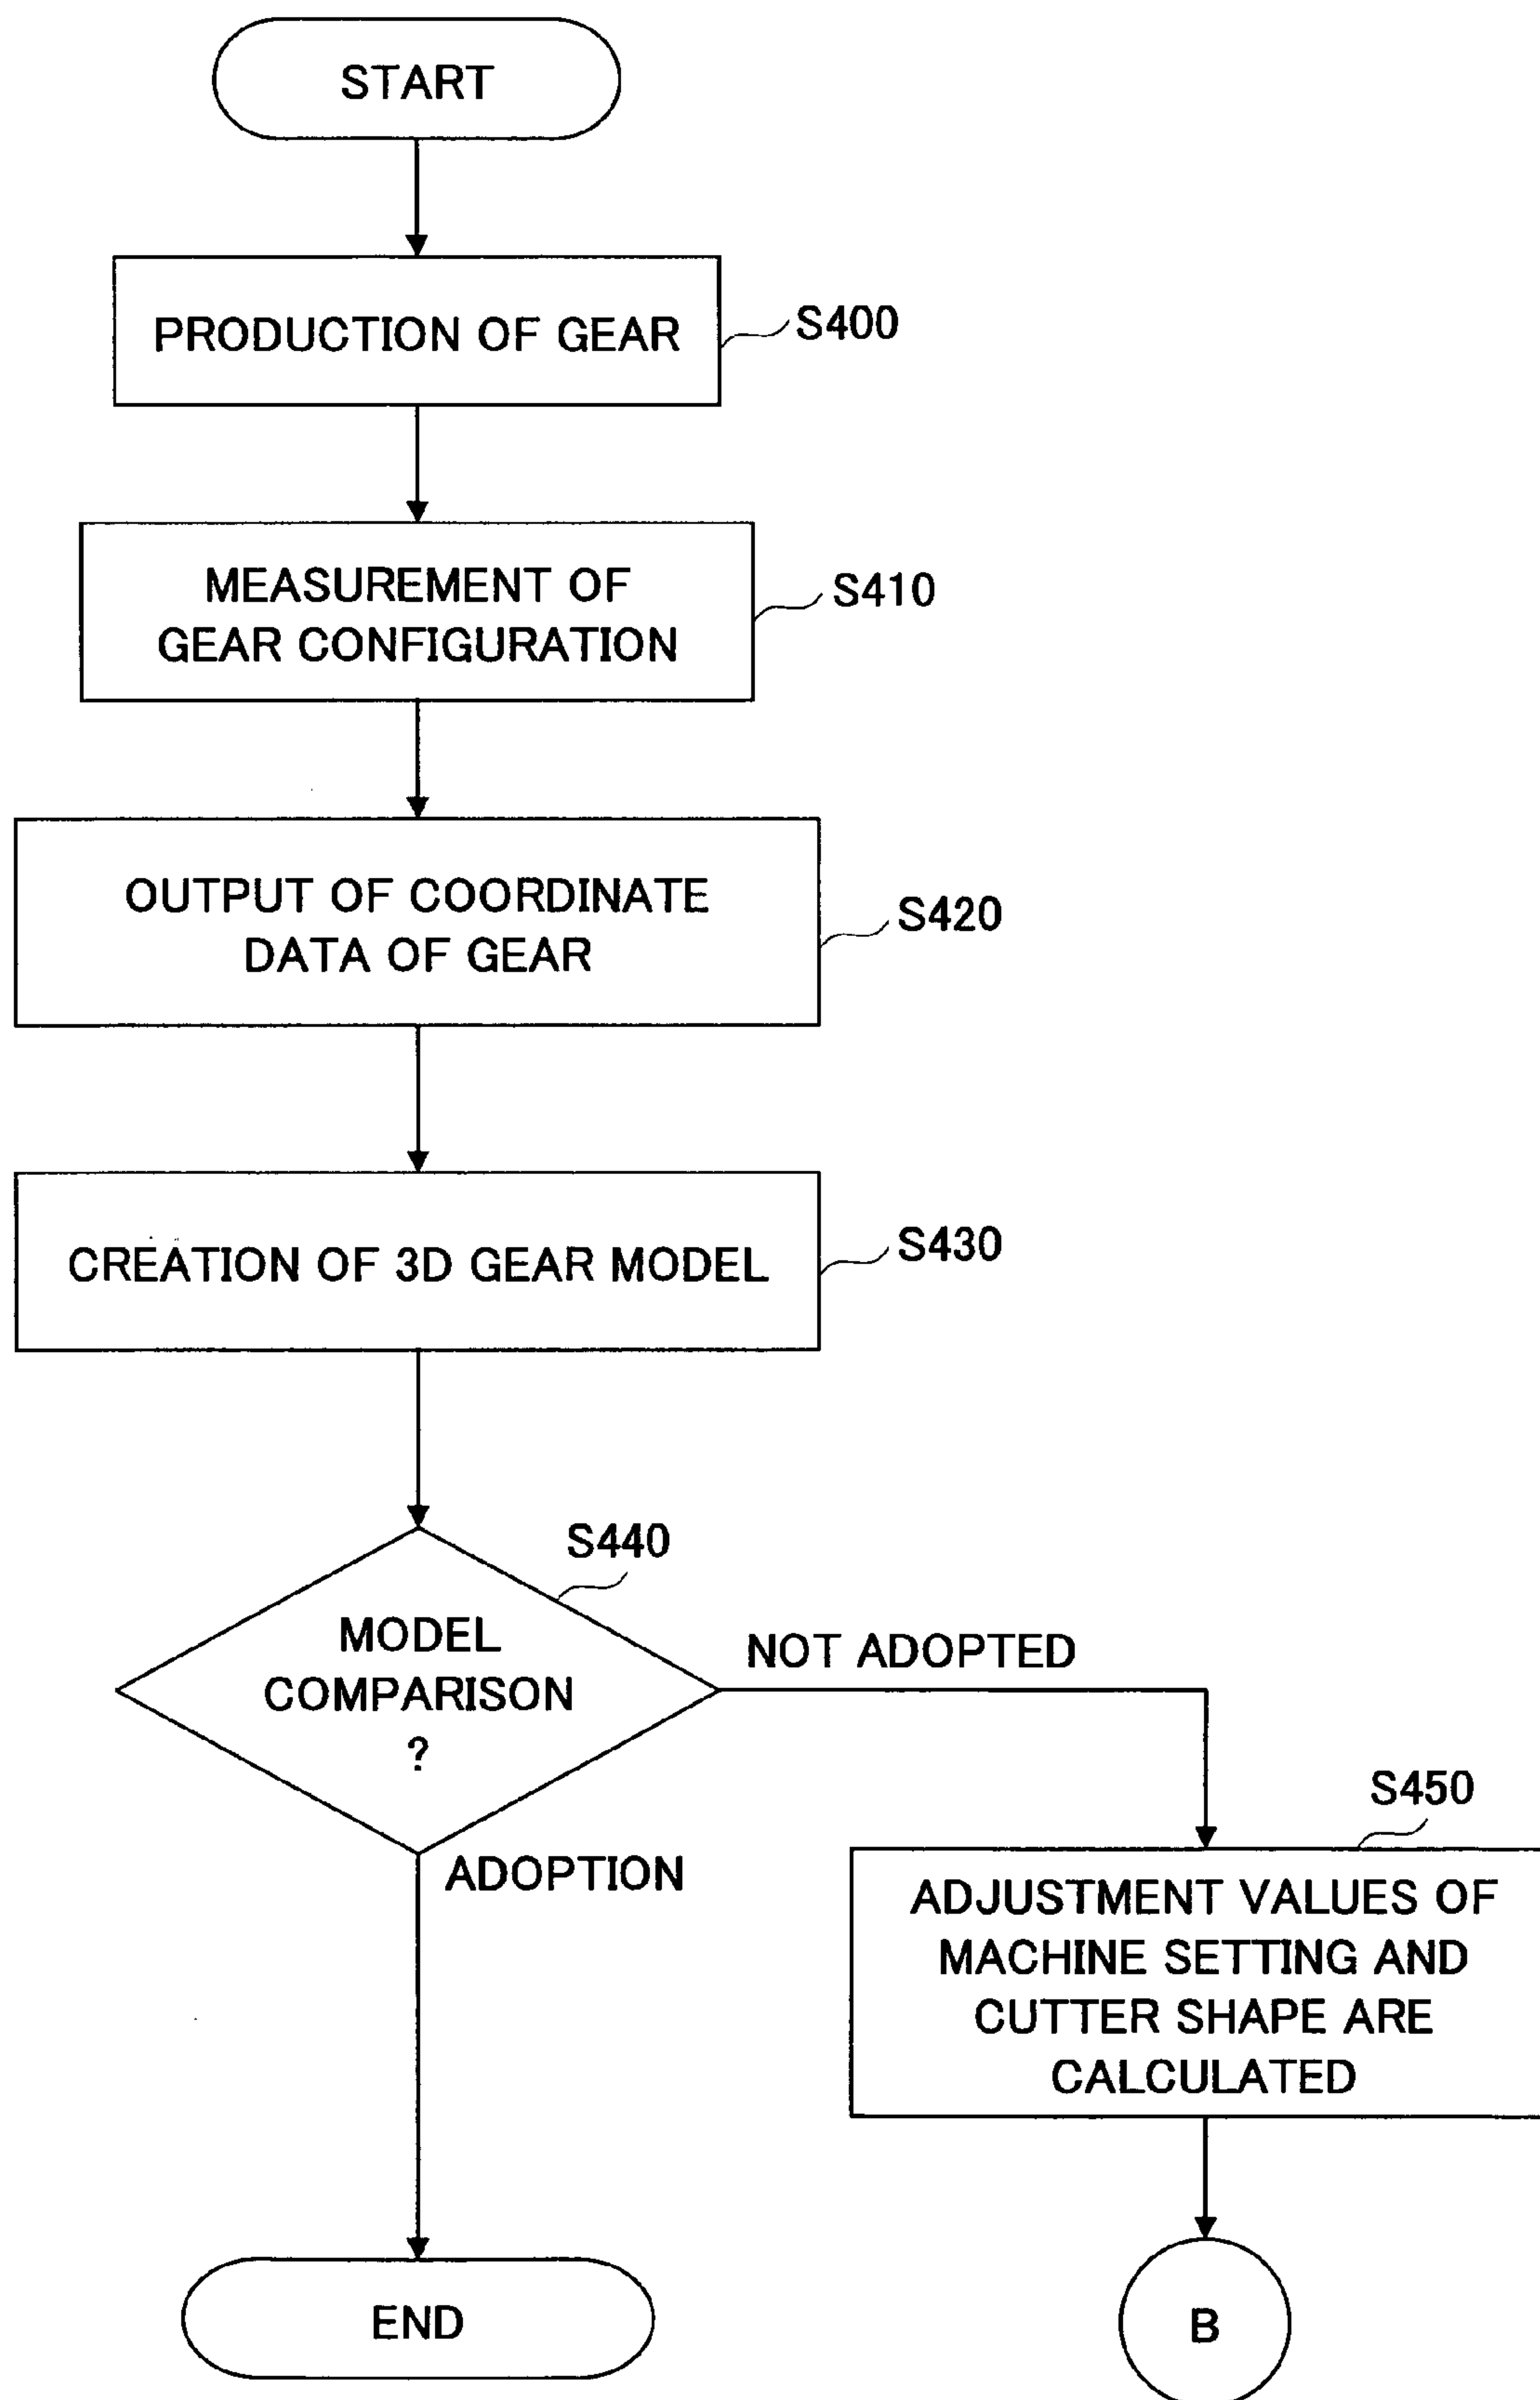 START
PRODUCTION OF GEAR
S400
MEASUREMENT OF
GEAR CONFIGURATION
S410
OUTPUT OF COORDINATE
DATA OF GEAR
S420
CREATION OF 3D GEAR MODEL
S430
S440
MODEL
COMPARISON
?
NOT ADOPTED
ADOPTION
S450
ADJUSTMENT VALUES OF
MACHINE SETTING AND
CUTTER SHAPE ARE
CALCULATED
END
B